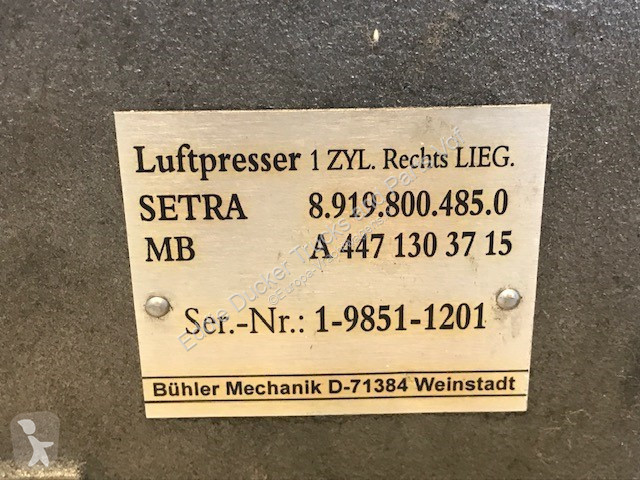 Luftpresser 1 ZYL. Rechts LIEG.
SETRA 8.919.800.485.0
MB A 447 130 37 15
Ser.-Nr.: 1-9851-1201
Bühler Mechanik D-71384 Weinstadt